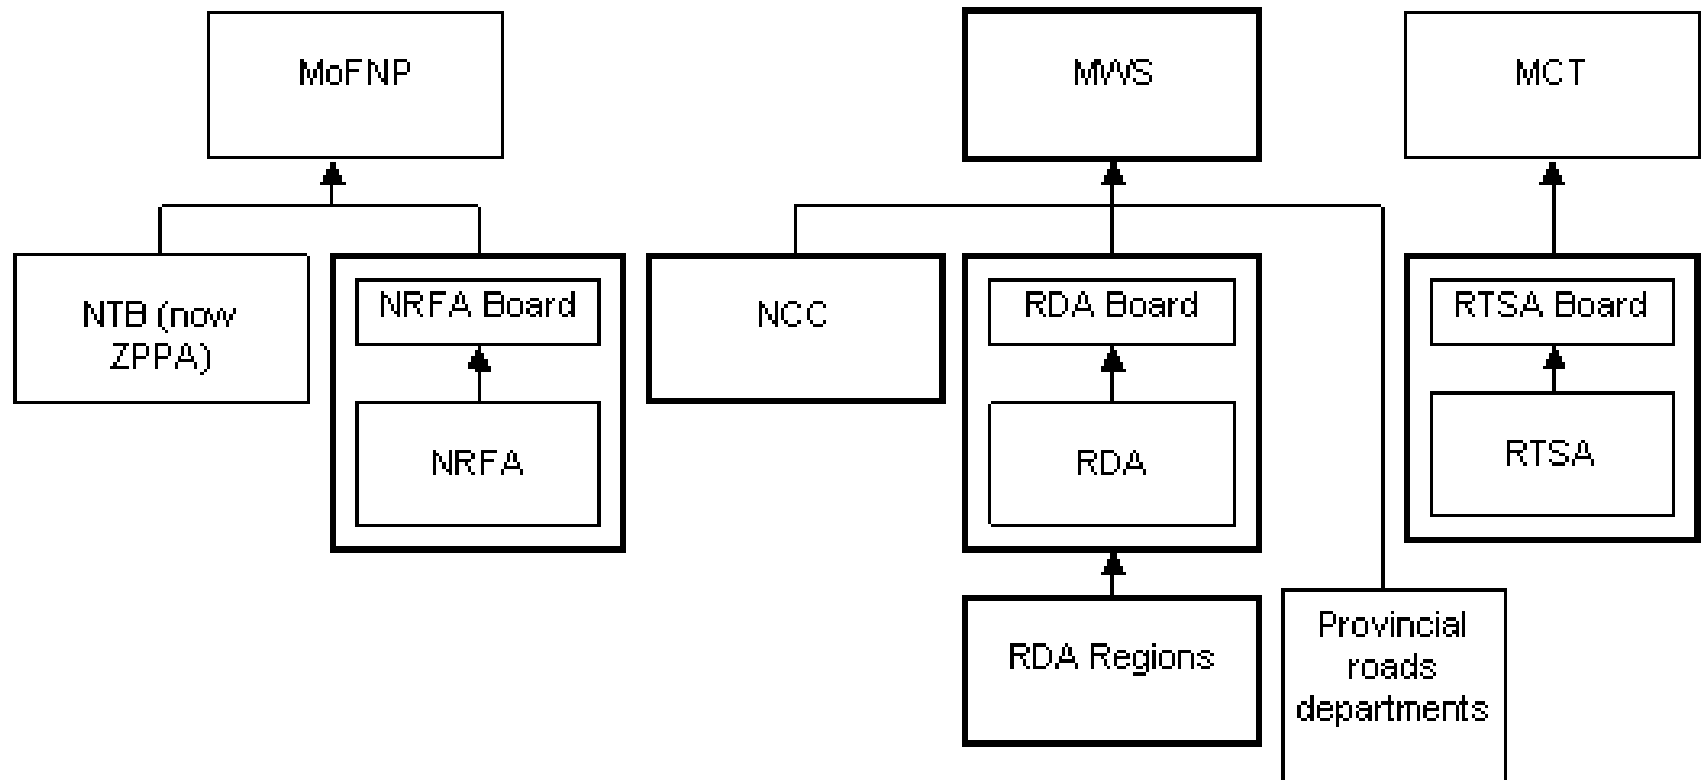 MoFNP
MWS
MCT
NTB (now
ZPPA)
NRFA Board
NRFA
NCC
RDA Board
RDA
RTSA Board
RTSA
RDA Regions
Provincial
roads
departments